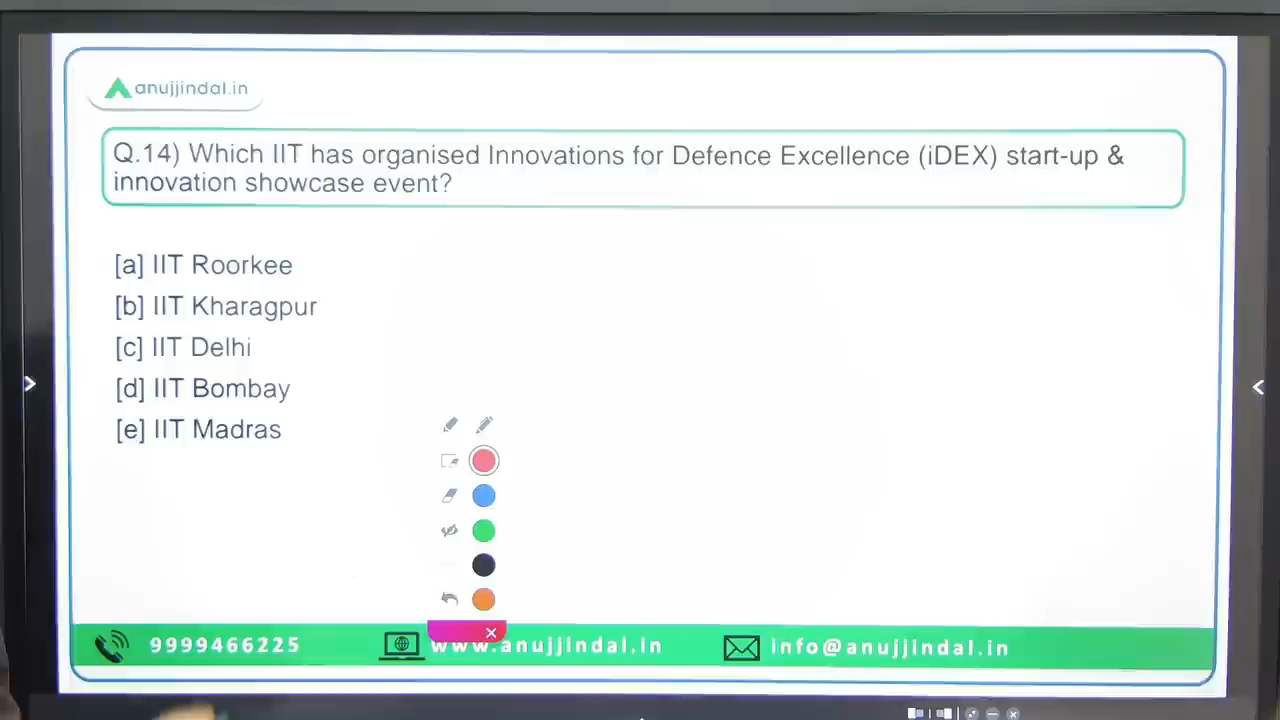 anujjindal.in
Q.14) Which IIT has organised Innovations for Defence Excellence (iDEX) start-up &
innovation showcase event?
[a] IIT Roorkee
[b] IIT Kharagpur
[c] IIT Delhi
[d] IIT Bombay
[e] IIT Madras
9999466225
www.anujjindal.in
info@anujjindal.in